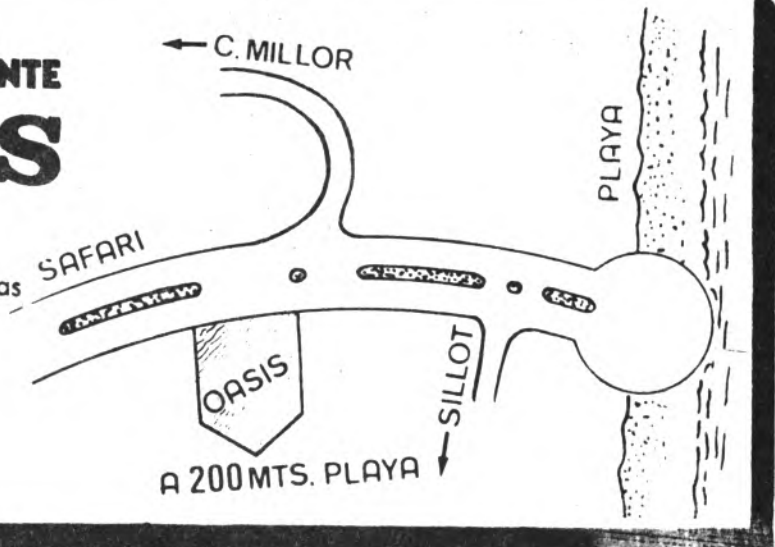 ← C. MILLOR
NTE
S
PLAYA
SAFARI
as
OASIS
← SILLOT
A 200 MTS. PLAYA